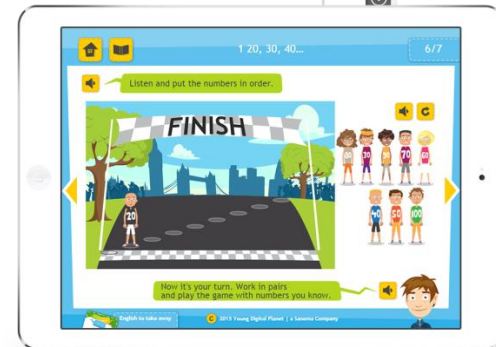 1 20, 30, 40...
6/7
Listen and put the numbers in order.
FINISH
20
30
70
60
40
50
100
Now it's your turn. Work in pairs
and play the game with numbers you know.
English to take away
© 2015 Young Digital Planet | a Sanoma Company